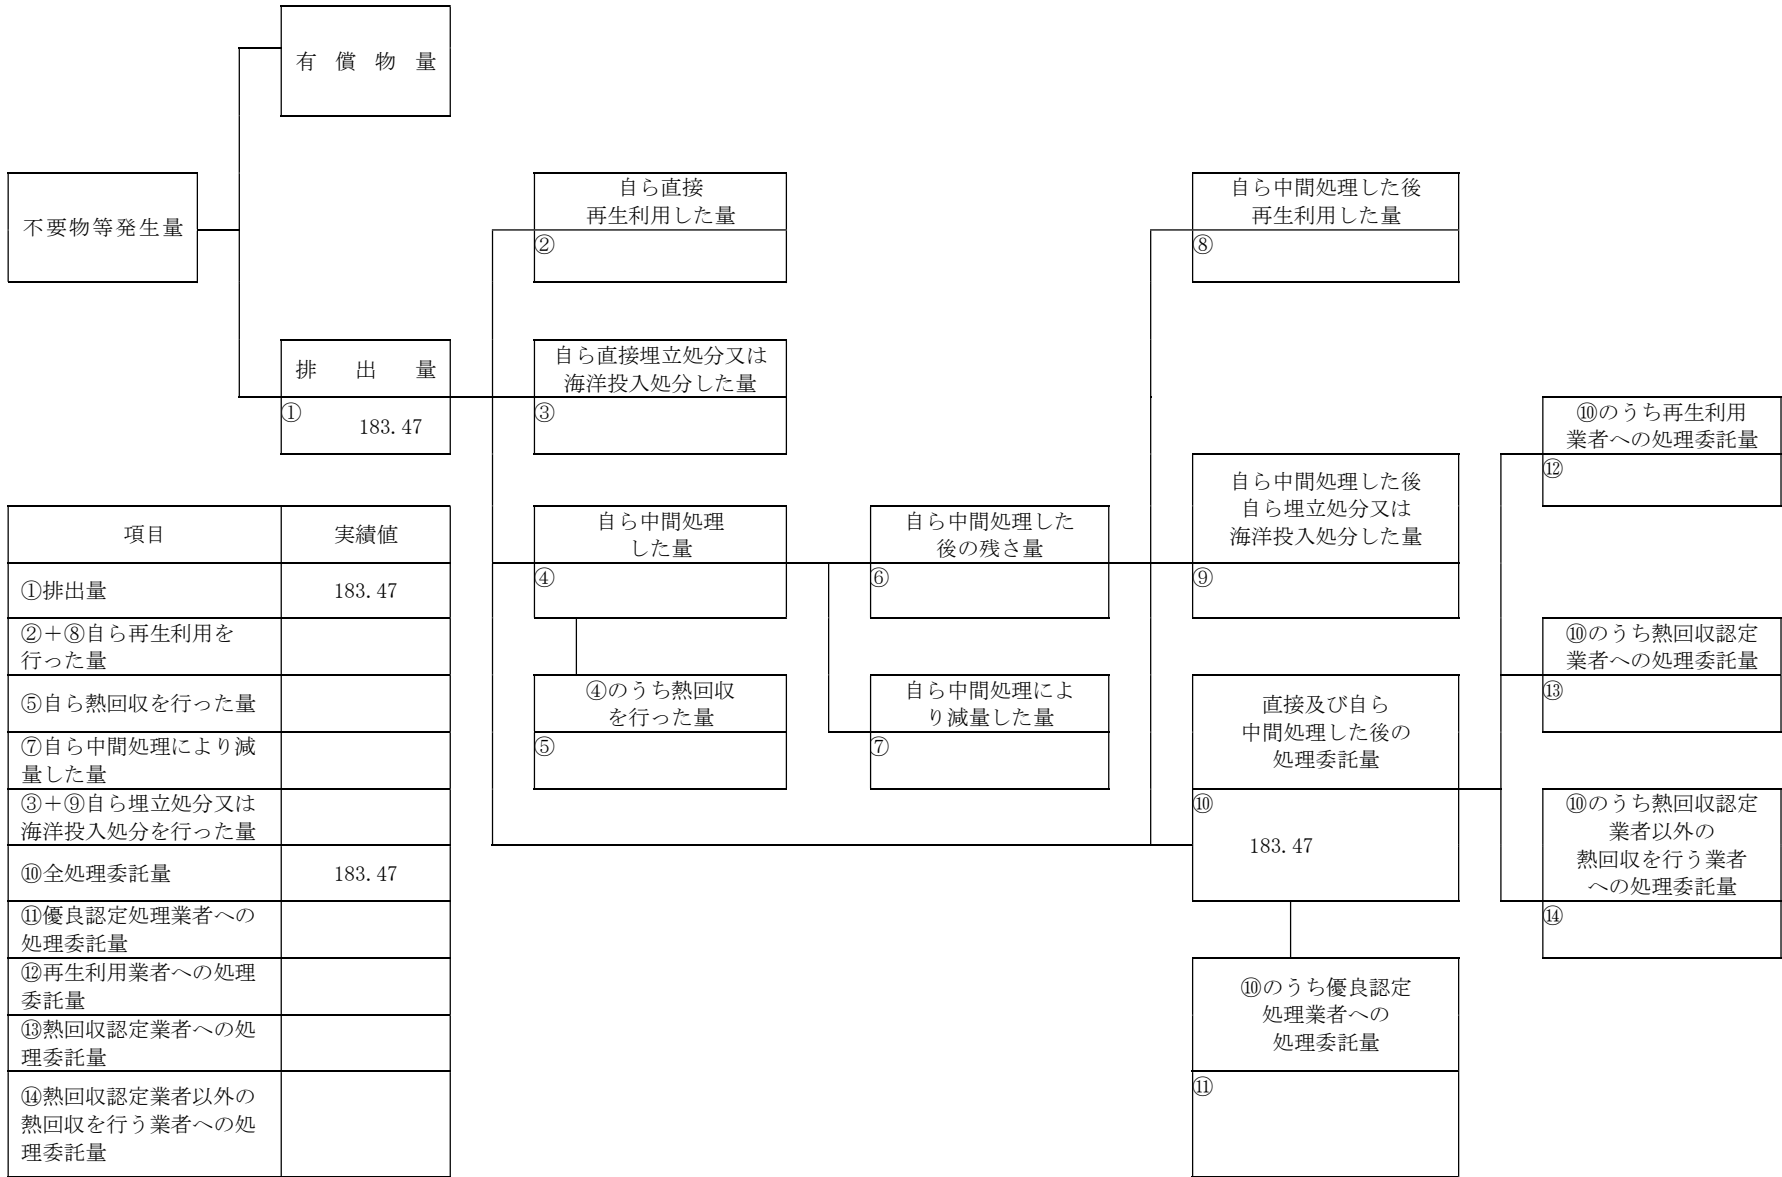 有償物量
不要物等発生量
自ら直接
再生利用した量
②
自ら中間処理した後
再生利用した量
⑧
排出量
①
183.47
自ら直接埋立処分又は
海洋投入処分した量
③
⑩のうち再生利用
業者への処理委託量
⑫
自ら中間処理した後
自ら埋立処分又は
海洋投入処分した量
⑨
自ら中間処理
した量
④
自ら中間処理した
後の残さ量
⑥
⑩のうち熱回収認定
業者への処理委託量
⑬
④のうち熱回収
を行った量
⑤
自ら中間処理によ
り減量した量
⑦
直接及び自ら
中間処理した後の
処理委託量
⑩
183.47
⑩のうち熱回収認定
業者以外の
熱回収を行う業者
への処理委託量
⑭
⑩のうち優良認定
処理業者への
処理委託量
⑪
項目 実績値
①排出量 183.47
②＋⑧自ら再生利用を
行った量
⑤自ら熱回収を行った量
⑦自ら中間処理により減
量した量
③＋⑨自ら埋立処分又は
海洋投入処分を行った量
⑩全処理委託量 183.47
⑪優良認定処理業者への
処理委託量
⑫再生利用業者への処理
委託量
⑬熱回収認定業者への処
理委託量
⑭熱回収認定業者以外の
熱回収を行う業者への処
理委託量